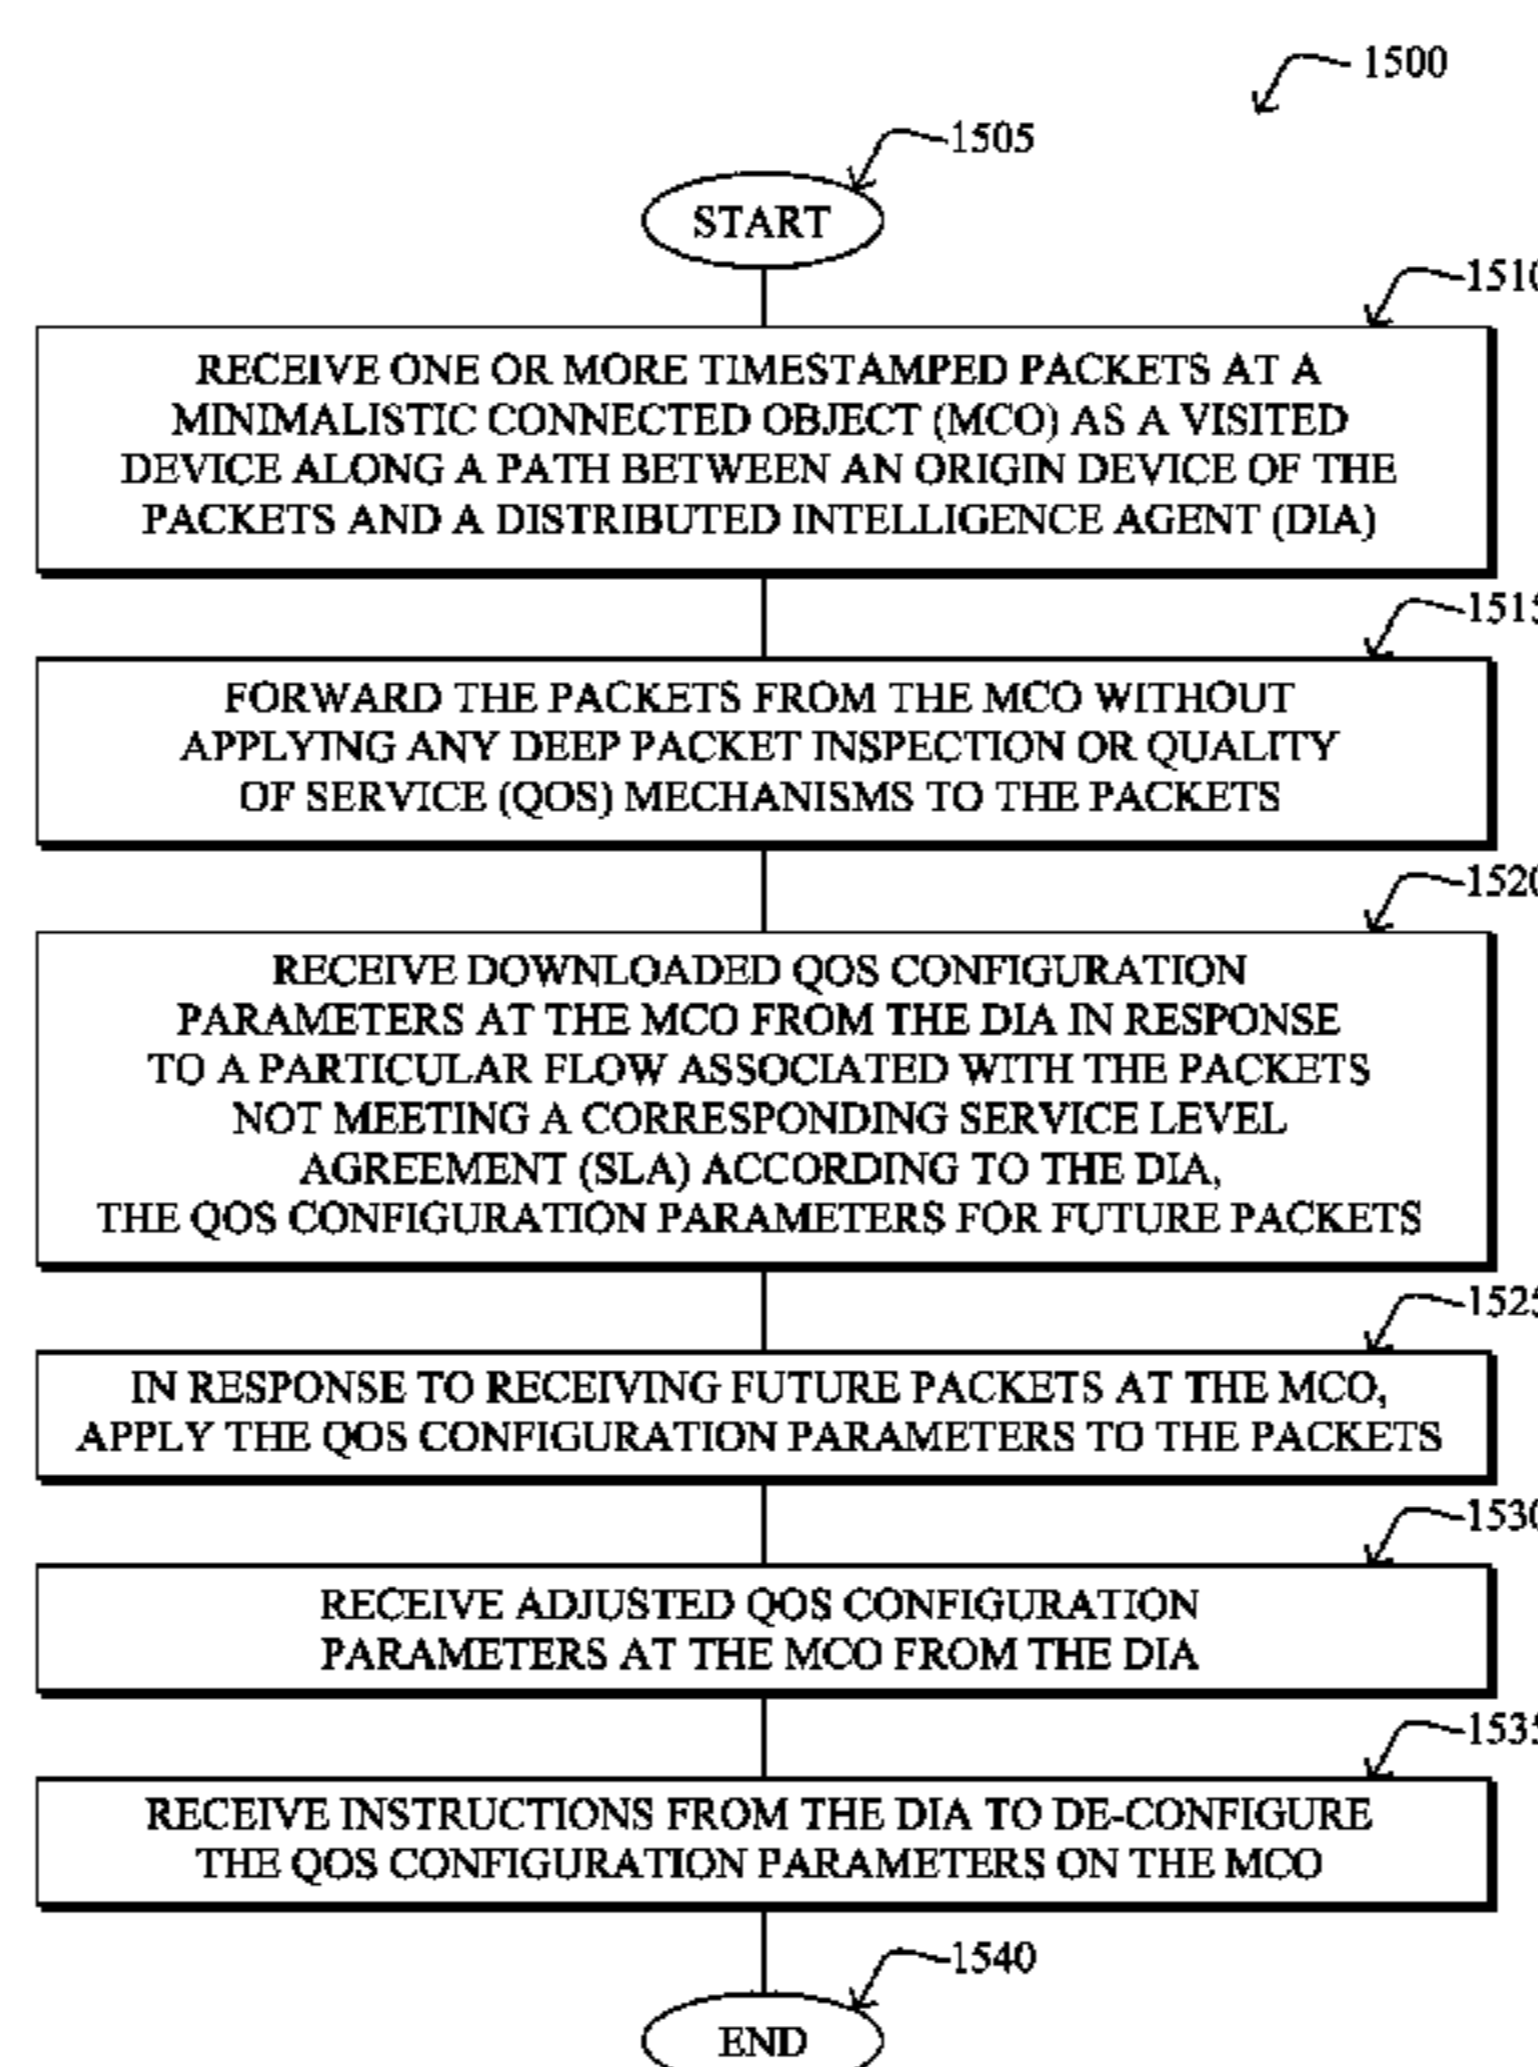 1500
1505
START
1510
RECEIVE ONE OR MORE TIMESTAMPED PACKETS AT A
MINIMALISTIC CONNECTED OBJECT (MCO) AS A VISITED
DEVICE ALONG A PATH BETWEEN AN ORIGIN DEVICE OF THE
PACKETS AND A DISTRIBUTED INTELLIGENCE AGENT (DIA)
1515
FORWARD THE PACKETS FROM THE MCO WITHOUT
APPLYING ANY DEEP PACKET INSPECTION OR QUALITY
OF SERVICE (QOS) MECHANISMS TO THE PACKETS
1520
RECEIVE DOWNLOADED QOS CONFIGURATION
PARAMETERS AT THE MCO FROM THE DIA IN RESPONSE
TO A PARTICULAR FLOW ASSOCIATED WITH THE PACKETS
NOT MEETING A CORRESPONDING SERVICE LEVEL
AGREEMENT (SLA) ACCORDING TO THE DIA,
THE QOS CONFIGURATION PARAMETERS FOR FUTURE PACKETS
1525
IN RESPONSE TO RECEIVING FUTURE PACKETS AT THE MCO,
APPLY THE QOS CONFIGURATION PARAMETERS TO THE PACKETS
1530
RECEIVE ADJUSTED QOS CONFIGURATION
PARAMETERS AT THE MCO FROM THE DIA
1535
RECEIVE INSTRUCTIONS FROM THE DIA TO DE-CONFIGURE
THE QOS CONFIGURATION PARAMETERS ON THE MCO
1540
END